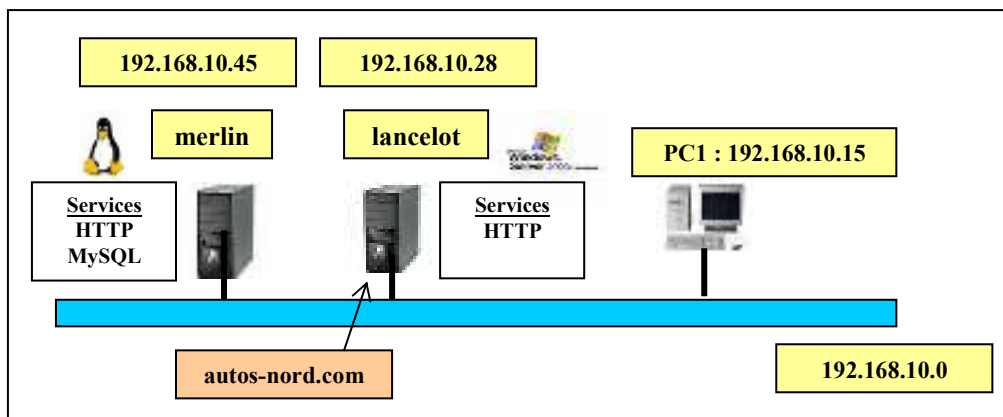 192.168.10.45
192.168.10.28
merlin
lancelot
Windows
PC1 : 192.168.10.15
Services
HTTP
MySQL
Services
HTTP
autos-nord.com
192.168.10.0